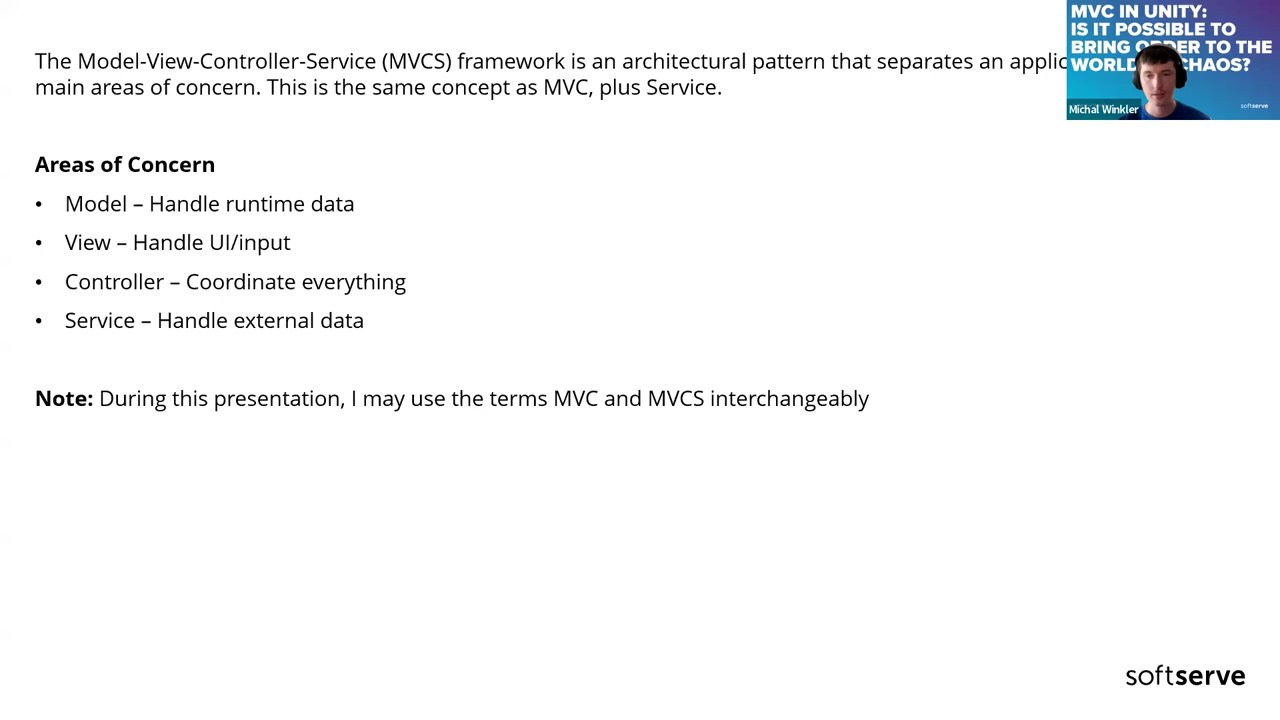 The Model-View-Controller-Service (MVCS) framework is an architectural pattern that separates an
main areas of concern. This is the same concept as MVC, plus Service.
Areas of Concern
• Model – Handle runtime data
• View – Handle UI/input
• Controller – Coordinate everything
• Service – Handle external data
Note: During this presentation, I may use the terms MVC and MVCS interchangeably
MVC IN UNITY:
IS IT POSSIBLE TO
BRING TO THE
Michal Winkler
softserve
softserve